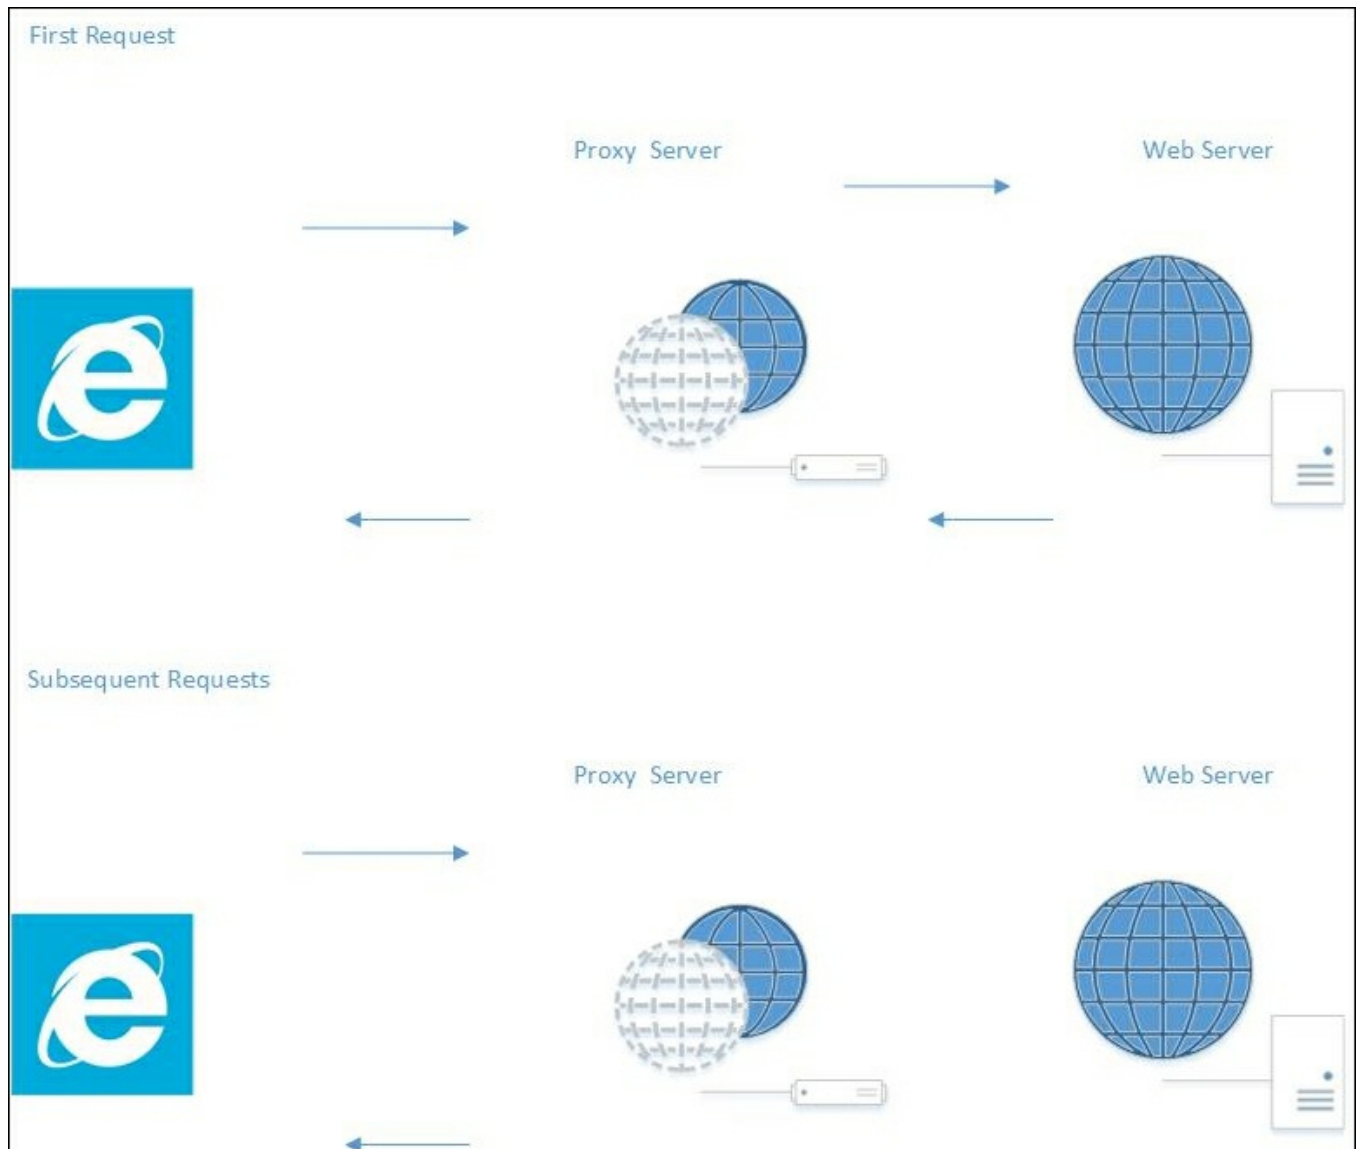 First Request
Proxy Server
Web Server
Subsequent Requests
Proxy Server
Web Server